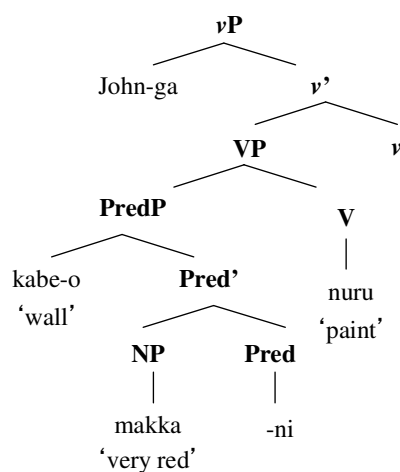 vP
John-ga v’
VP v
PredP V
kabe-o Pred’ nuru
‘wall’ ‘paint’
NP Pred
makka -ni
‘very red’